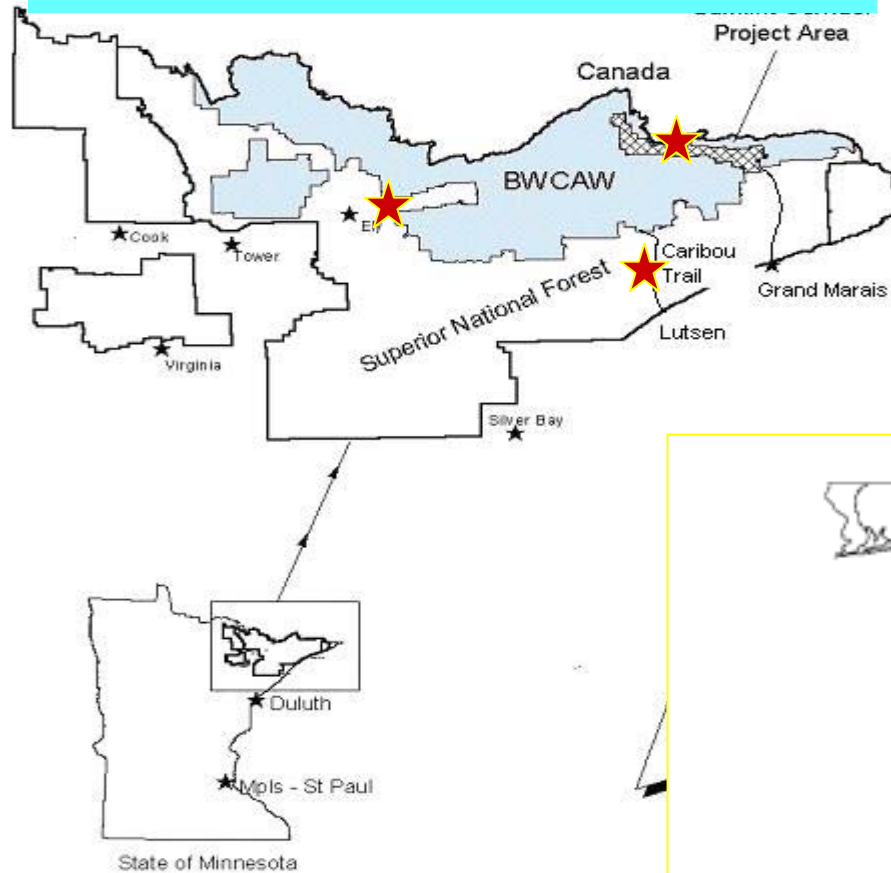 Project Area
Canada
BWCAW
Cook
Tower
Caribou
Trail
Grand Marais
Superior National Forest
Lutsen
Virginia
Silver Bay
Duluth
Mpls - St Paul
State of Minnesota